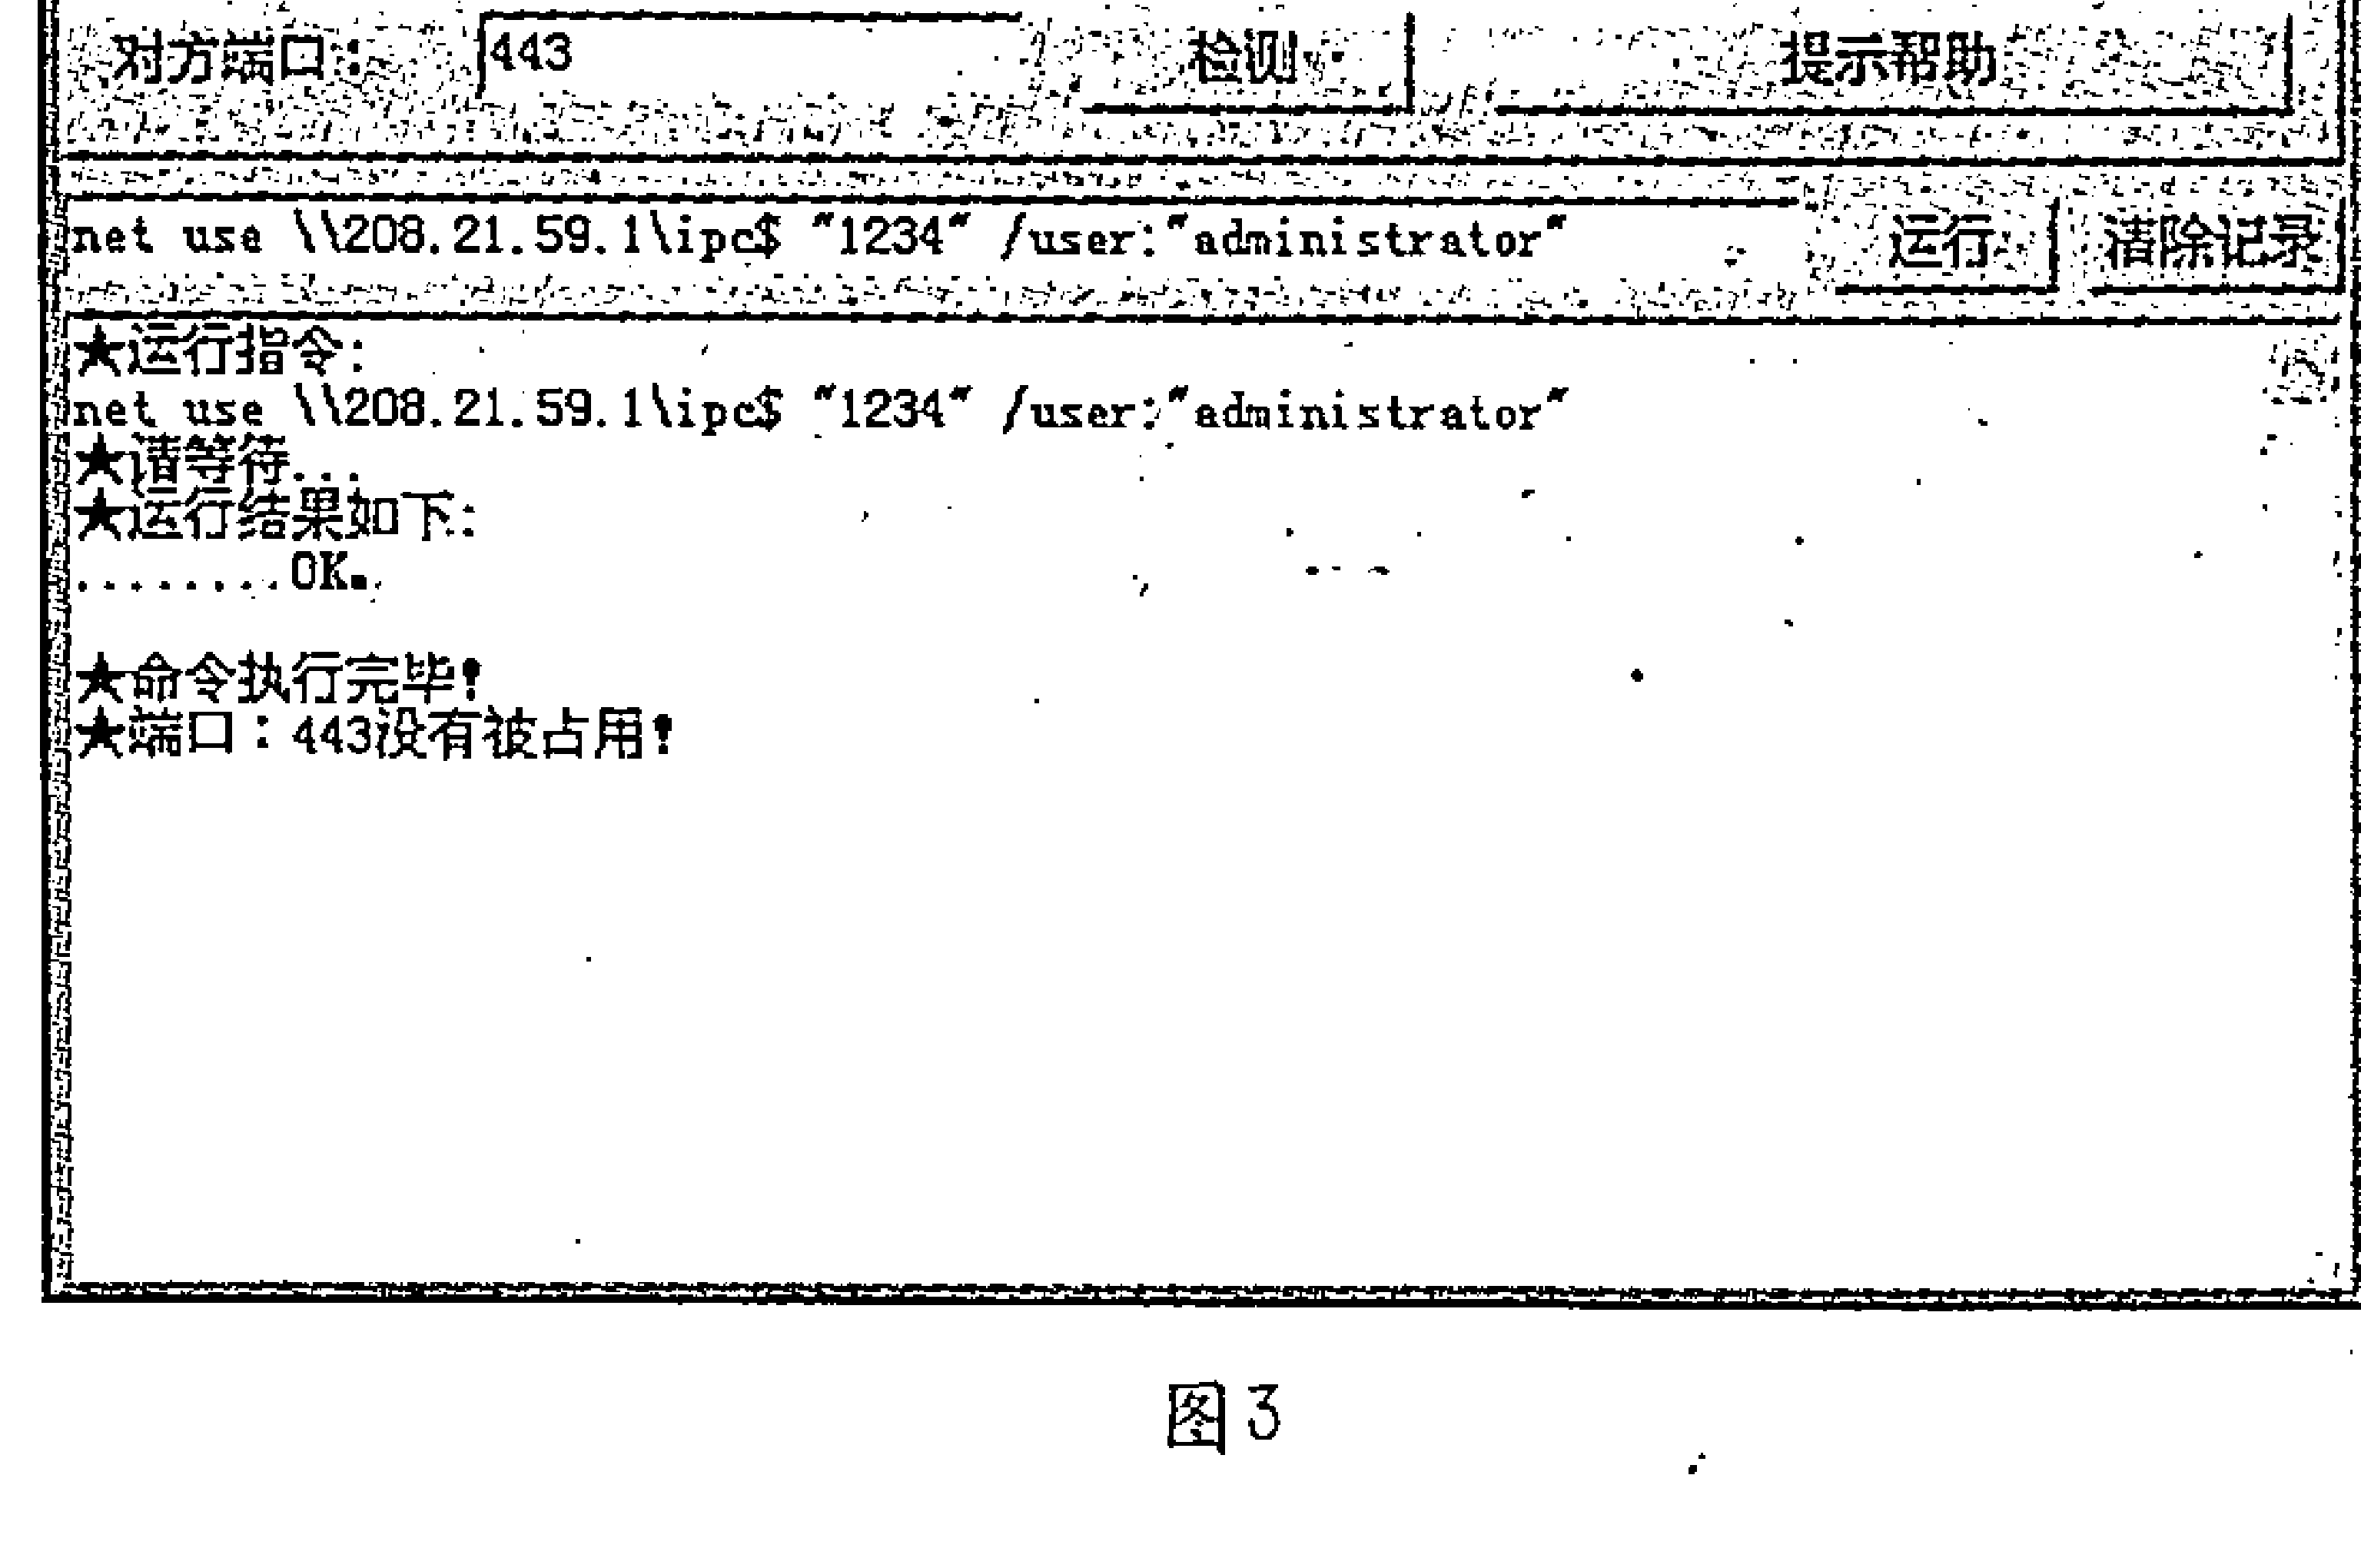 对方端口： 443 检测 提示帮助
net use \\208.21.59.1\ipc$ "1234" /user:"administrator" 运行 清除记录
★运行指令:
net use \\208.21.59.1\ipc$ "1234" /user:"administrator"
★请等待...
★运行结果如下:
........OK.
★命令执行完毕!
★端口：443没有被占用!
图3